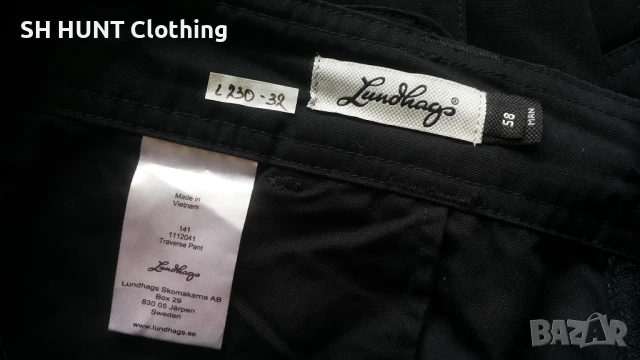 SH HUNT Clothing
L 230 - 32
Lundhags®
58
MAN
Made in
Vietnam
141
1112041
Traverse Pant
Lundhags
Lundhags Skomakarna AB
Box 29
830 05 Järpen
Sweden
www.lundhags.se
BAZAR